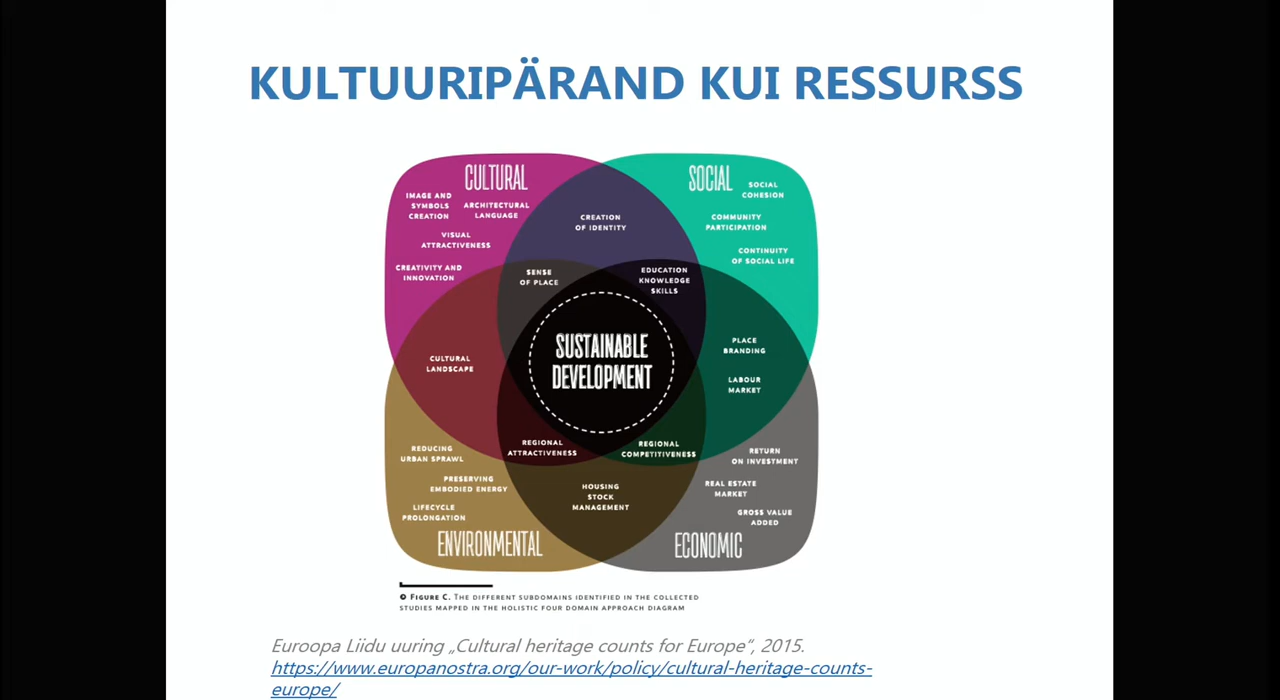 KULTUURIPÄRAND KUI RESSURSS
CULTURAL
IMAGE AND
SYMBOLS
CREATION
ARCHITECTURAL
LANGUAGE
VISUAL
ATTRACTIVENESS
CREATIVITY AND
INNOVATION
CREATION
OF IDENTITY
SOCIAL
SOCIAL
COHESION
COMMUNITY
PARTICIPATION
CONTINUITY
OF SOCIAL LIFE
SENSE
OF PLACE
EDUCATION
KNOWLEDGE
SKILLS
SUSTAINABLE
DEVELOPMENT
CULTURAL
LANDSCAPE
PLACE
BRANDING
LABOUR
MARKET
REGIONAL
ATTRACTIVENESS
REGIONAL
COMPETITIVENESS
REDUCING
URBAN SPRAWL
PRESERVING
EMBODIED ENERGY
LIFECYCLE
PROLONGATION
ENVIRONMENTAL
HOUSING
STOCK
MANAGEMENT
RETURN
ON INVESTMENT
REAL ESTATE
MARKET
GROSS VALUE
ADDED
ECONOMIC
FIGURE C. THE DIFFERENT SUBDOMAINS IDENTIFIED IN THE COLLECTED
STUDIES MAPPED IN THE HOLISTIC FOUR DOMAIN APPROACH DIAGRAM
Euroopa Liidu uuring „Cultural heritage counts for Europe”, 2015.
https://www.europanostra.org/our-work/policy/cultural-heritage-counts-
europe/